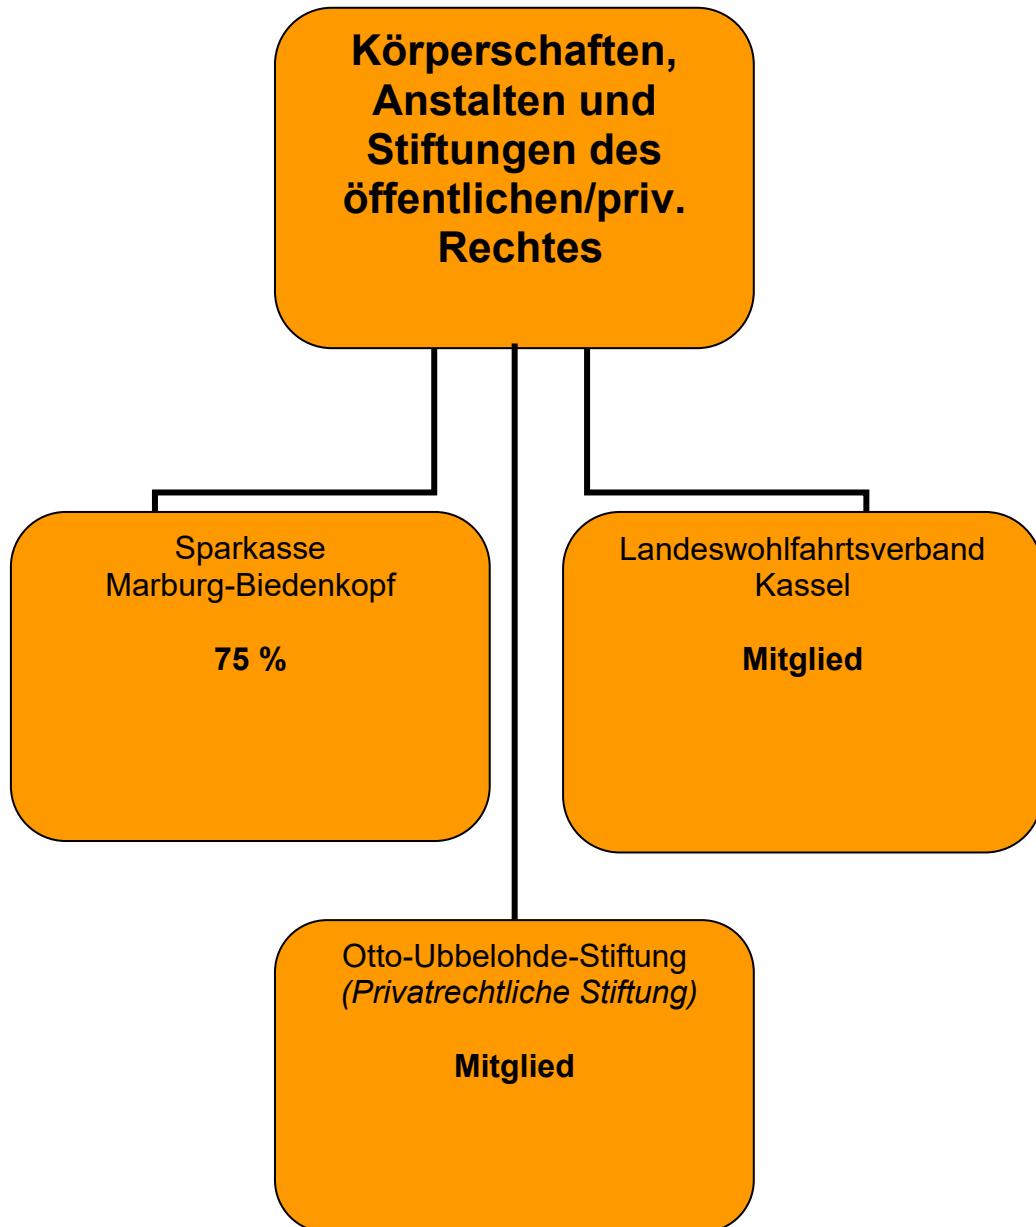 Körperschaften,
Anstalten und
Stiftungen des
öffentlichen/priv.
Rechtes
Sparkasse
Marburg-Biedenkopf
75 %
Landeswohlfahrtsverband
Kassel
Mitglied
Otto-Ubbelohde-Stiftung
(Privatrechtliche Stiftung)
Mitglied